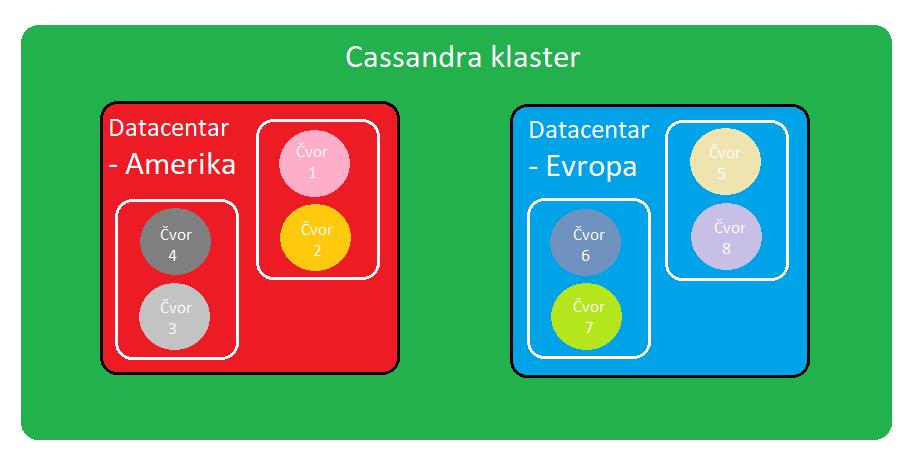 Cassandra klaster
Datacentar
- Amerika
Čvor
1
Čvor
2
Čvor
4
Čvor
3
Datacentar
- Evropa
Čvor
5
Čvor
8
Čvor
6
Čvor
7